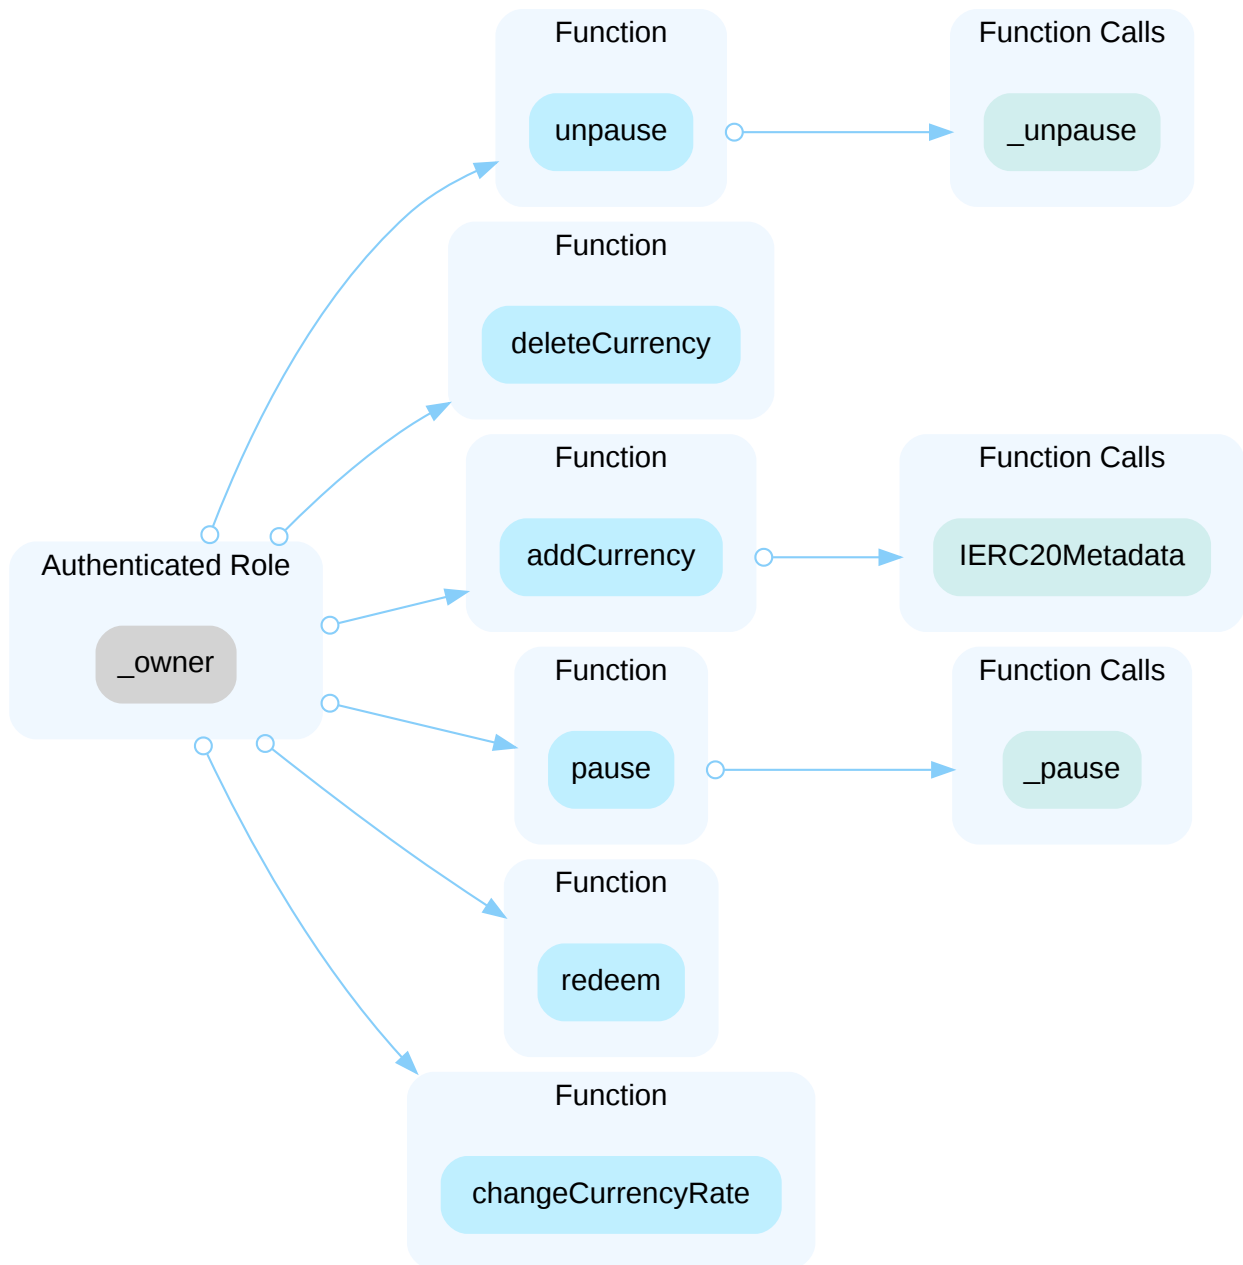 Function
unpause
Function Calls
_unpause
Function
deleteCurrency
Function
addCurrency
Function Calls
IERC20Metadata
Authenticated Role
_owner
Function
pause
Function Calls
_pause
Function
redeem
Function
changeCurrencyRate